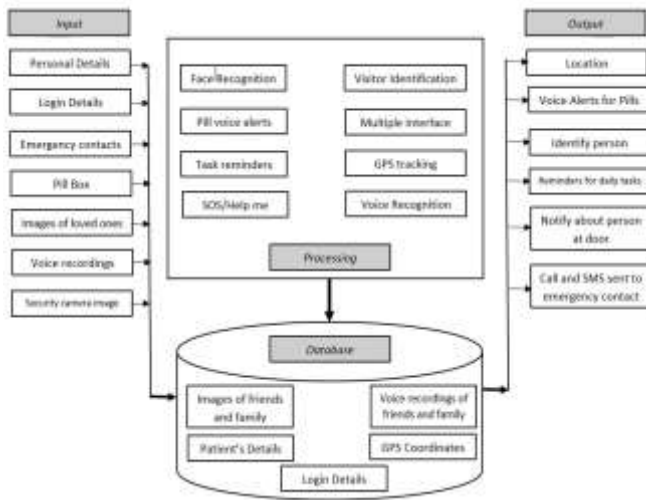 Input
Personal Details
Login Details
Emergency contacts
Pill Box
Images of loved ones
Voice recordings
Security camera image
Face Recognition
Visitor Identification
Pill voice alerts
Multiple Interface
Task reminders
GPS tracking
SOS/Help me
Voice Recognition
Processing
Database
Images of friends
and family
Voice recordings of
friends and family
Patient's Details
GPS Coordinates
Login Details
Output
Location
Voice Alerts for Pills
Identify person
Reminders for daily tasks
Notify about person
at door.
Call and SMS sent to
emergency contact